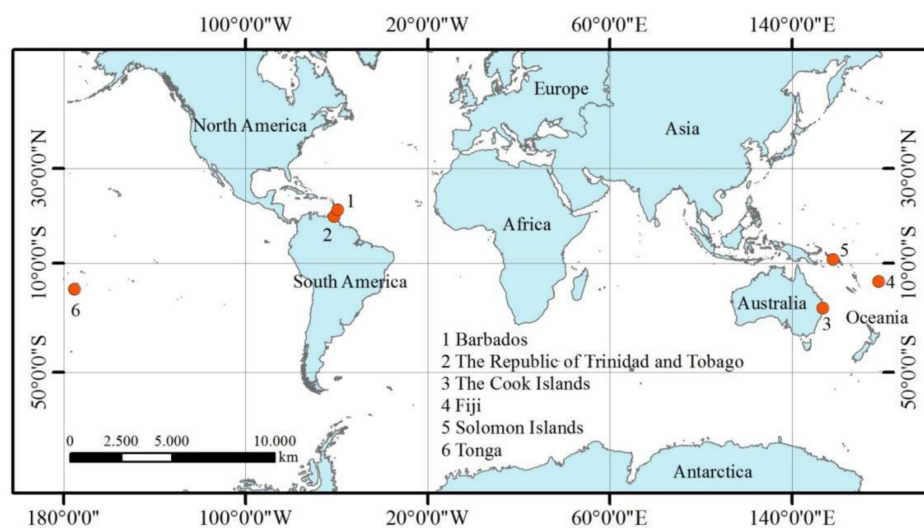 100°0'0"W 20°0'0"W 60°0'0"E 140°0'0"E
Europe
North America
Asia
30°0'0"N
30°0'0"N
1
2
Africa
5
10°0'0"S
10°0'0"S
South America
4
6
Australia
3
Oceania
1 Barbados
2 The Republic of Trinidad and Tobago
50°0'0"S
50°0'0"S
3 The Cook Islands
4 Fiji
5 Solomon Islands
6 Tonga
0 2.500 5.000 10.000
km
Antarctica
180°0'0" 100°0'0"W 20°0'0"W 60°0'0"E 140°0'0"E